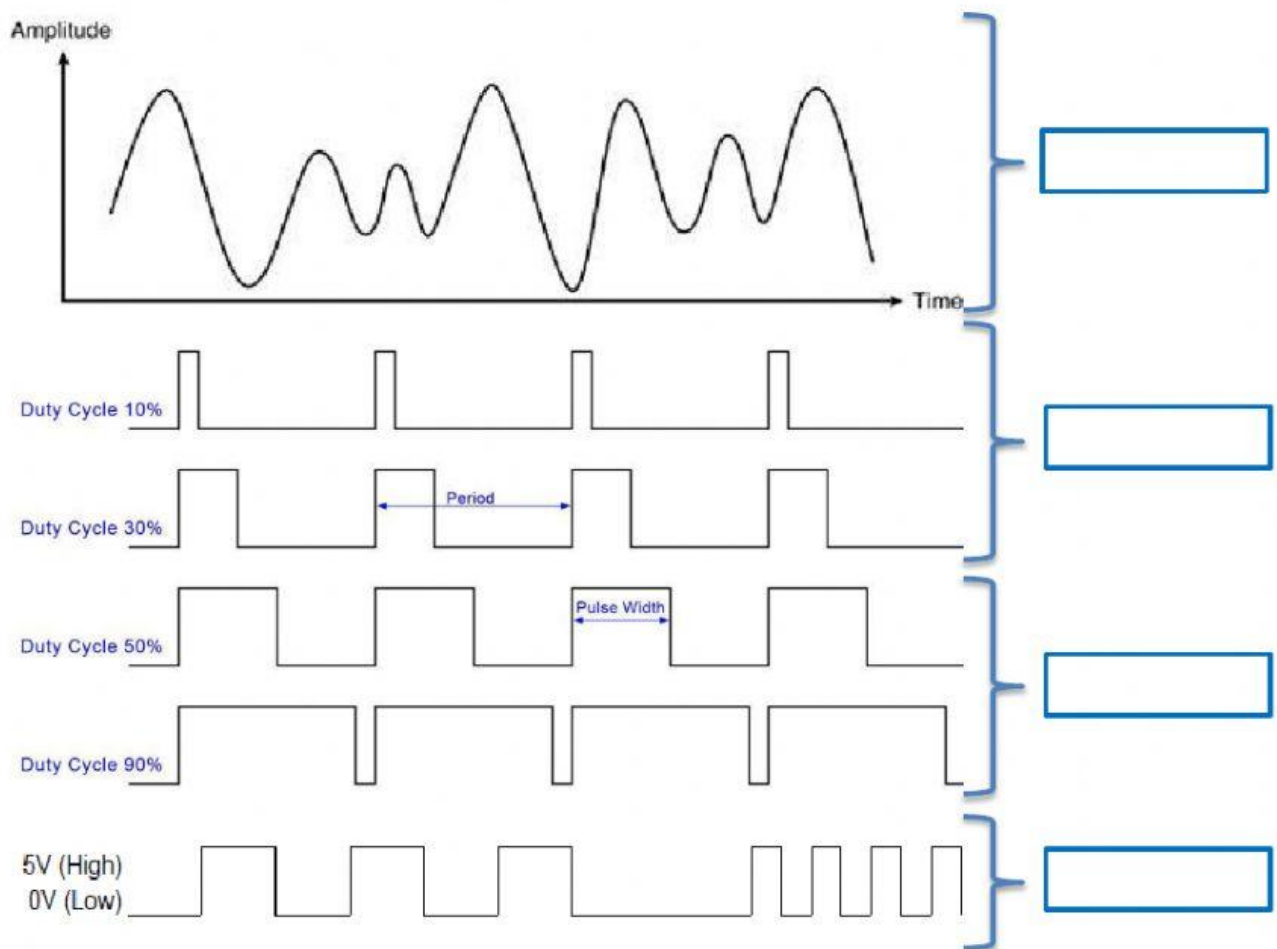 Amplitude
Time
Duty Cycle 10%
Duty Cycle 30%
Period
Duty Cycle 50%
Pulse Width
Duty Cycle 90%
5V (High)
0V (Low)